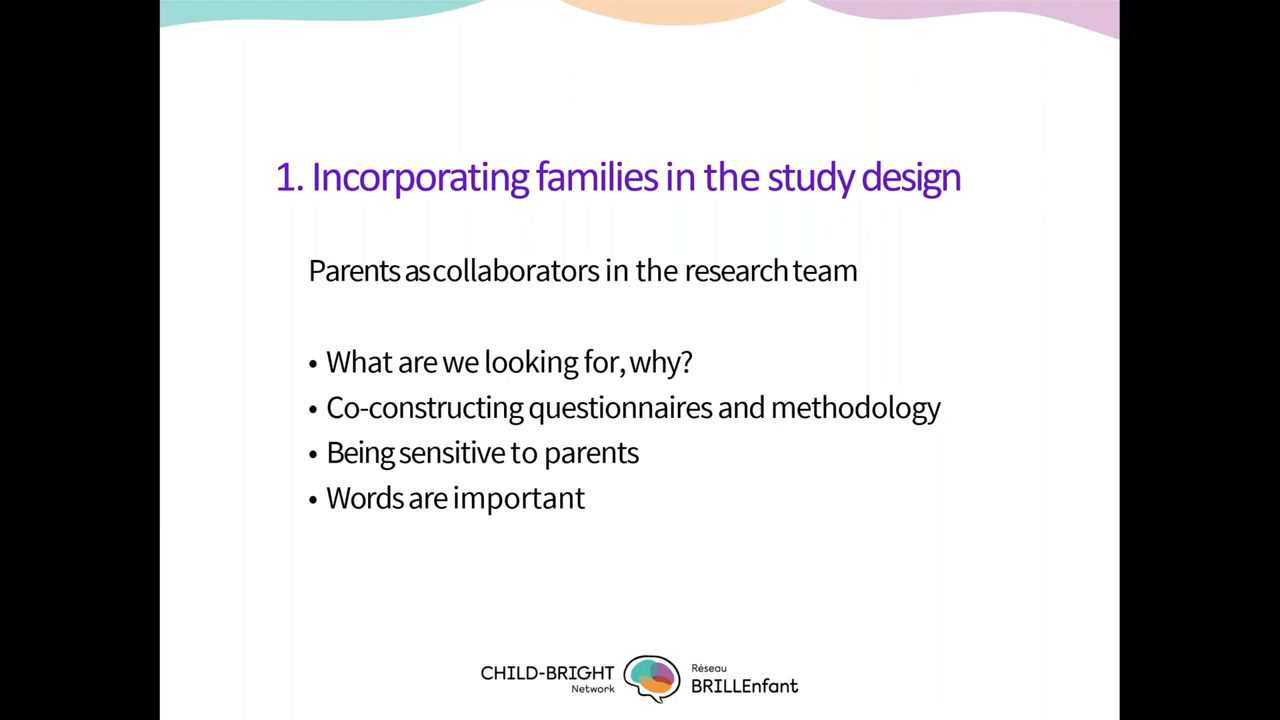 1. Incorporating families in the study design
Parents as collaborators in the research team
• What are we looking for, why?
• Co-constructing questionnaires and methodology
• Being sensitive to parents
• Words are important
CHILD-BRIGHT
Network
Réseau
BRILLEnfant